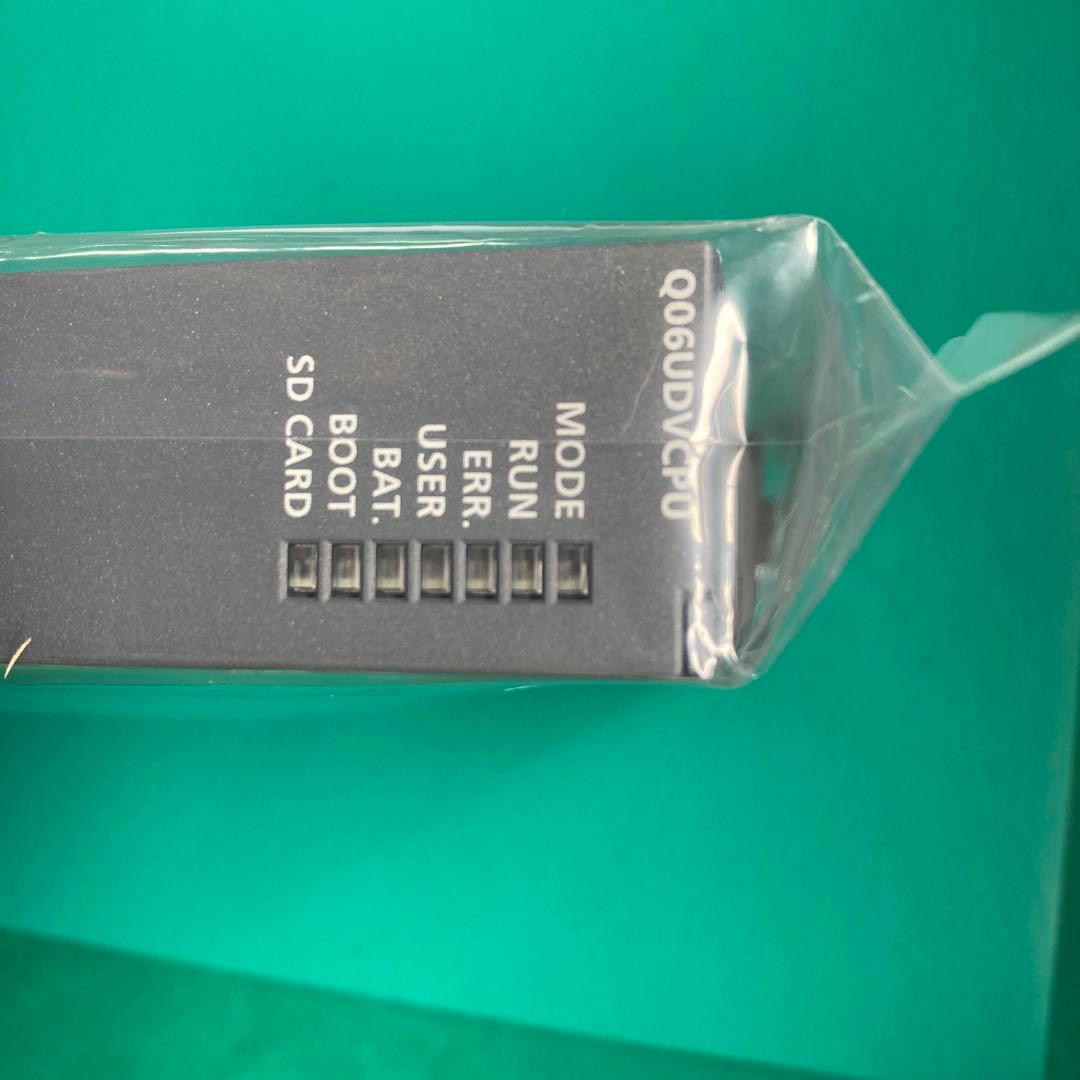 Q06UDVCPU
MODE
RUN
ERR.
USER
BAT.
BOOT
SD CARD